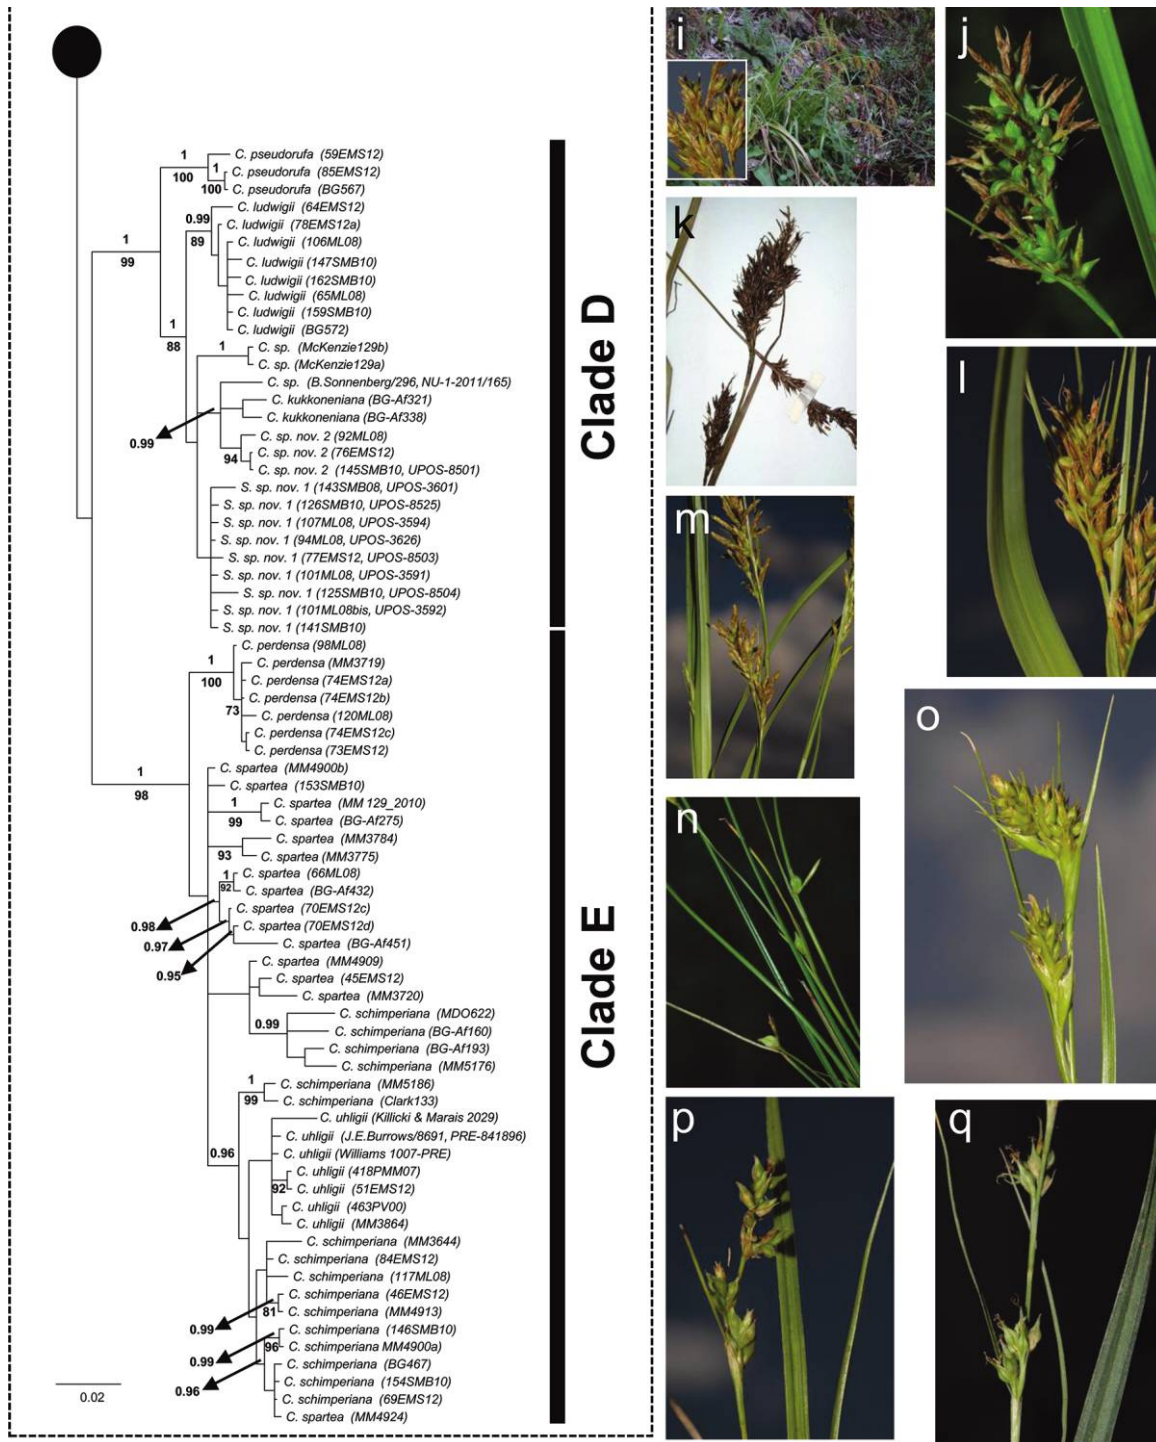 C. pseudorufa (59EMS12)
1
1
C. pseudorufa (85EMS12)
100
100
C. pseudorufa (BG567)
C. ludwigii (64EMS12)
0.99
C. ludwigii (78EMS12a)
1
89
C. ludwigii (106ML08)
99
C. ludwigii (147SMB10)
C. ludwigii (162SMB10)
C. ludwigii (65ML08)
C. ludwigii (159SMB10)
1
C. ludwigii (BG572)
88
1
C. sp. (McKenzie129b)
C. sp. (McKenzie129a)
C. sp. (B.Sonnenberg/296, NU-1-2011/165)
C. kukkoneniana (BG-Af321)
C. kukkoneniana (BG-Af338)
0.99
C. sp. nov. 2 (92ML08)
94
C. sp. nov. 2 (76EMS12)
C. sp. nov. 2 (145SMB10, UPOS-8501)
S. sp. nov. 1 (143SMB08, UPOS-3601)
S. sp. nov. 1 (126SMB10, UPOS-8525)
S. sp. nov. 1 (107ML08, UPOS-3594)
S. sp. nov. 1 (94ML08, UPOS-3626)
S. sp. nov. 1 (77EMS12, UPOS-8503)
S. sp. nov. 1 (101ML08, UPOS-3591)
S. sp. nov. 1 (125SMB10, UPOS-8504)
S. sp. nov. 1 (101ML08bis, UPOS-3592)
S. sp. nov. 1 (141SMB10)
Clade D
C. perdensa (98ML08)
1
C. perdensa (MM3719)
100
C. perdensa (74EMS12a)
C. perdensa (74EMS12b)
73
C. perdensa (120ML08)
C. perdensa (74EMS12c)
C. perdensa (73EMS12)
C. spartea (MM4900b)
1
98
C. spartea (153SMB10)
1
C. spartea (MM 129_2010)
99
C. spartea (BG-Af275)
C. spartea (MM3784)
93
C. spartea (MM3775)
1
C. spartea (66ML08)
92
C. spartea (BG-Af432)
C. spartea (70EMS12c)
0.98
C. spartea (70EMS12d)
0.97
C. spartea (BG-Af451)
0.95
C. spartea (MM4909)
C. spartea (45EMS12)
C. spartea (MM3720)
0.99
C. schimperiana (MDO622)
C. schimperiana (BG-Af160)
C. schimperiana (BG-Af193)
C. schimperiana (MM5176)
1
C. schimperiana (MM5186)
99
C. schimperiana (Clark133)
C. uhligii (Killicki & Marais 2029)
C. uhligii (J.E.Burrows/8691, PRE-841896)
0.96
C. uhligii (Williams 1007-PRE)
C. uhligii (418PMM07)
92
C. uhligii (51EMS12)
C. uhligii (463PV00)
C. uhligii (MM3864)
C. schimperiana (MM3644)
C. schimperiana (84EMS12)
C. schimperiana (117ML08)
C. schimperiana (46EMS12)
81
C. schimperiana (MM4913)
0.99
C. schimperiana (146SMB10)
96
C. schimperiana MM4900a)
0.99
C. schimperiana (BG467)
0.96
C. schimperiana (154SMB10)
C. schimperiana (69EMS12)
C. spartea (MM4924)
0.02
Clade E
i
j
k
l
m
n
o
p
q